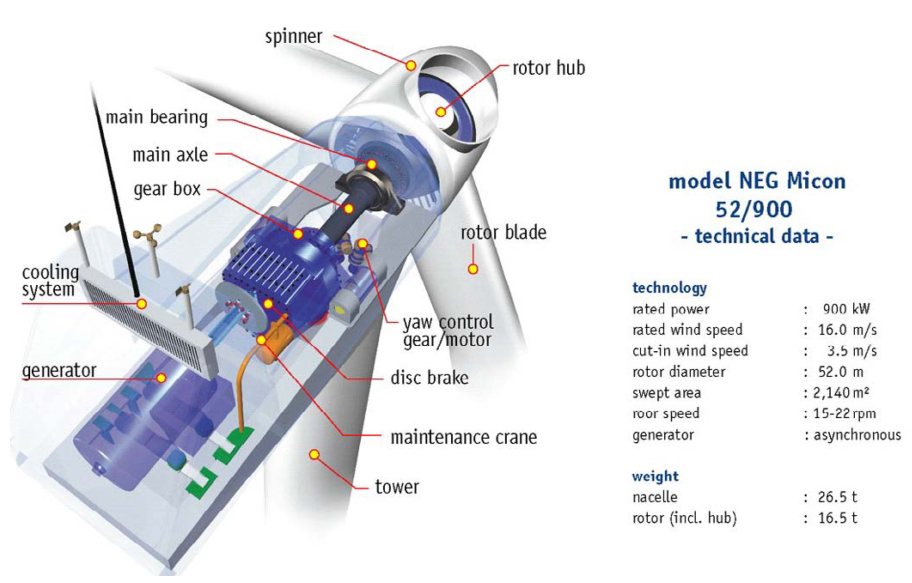 spinner
rotor hub
main bearing
main axle
gear box
rotor blade
cooling
system
yaw control
gear/motor
generator
disc brake
maintenance crane
tower
model NEG Micon
52/900
- technical data -
technology
rated power : 900 kW
rated wind speed : 16.0 m/s
cut-in wind speed : 3.5 m/s
rotor diameter : 52.0 m
swept area : 2,140 m²
roor speed : 15-22 rpm
generator : asynchronous
weight
nacelle : 26.5 t
rotor (incl. hub) : 16.5 t